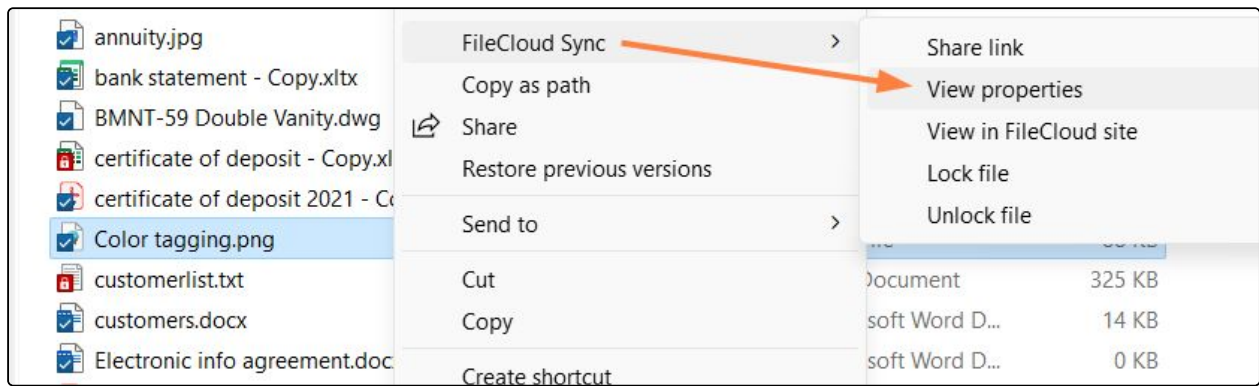 annuity.jpg
bank statement - Copy.xltx
BMNT-59 Double Vanity.dwg
certificate of deposit - Copy.xl
certificate of deposit 2021 - Co
Color tagging.png
customerlist.txt
customers.docx
Electronic info agreement.doc
FileCloud Sync
Copy as path
Share
Restore previous versions
Send to
Cut
Copy
Create shortcut
Share link
View properties
View in FileCloud site
Lock file
Unlock file
325 KB
soft Word D...
14 KB
soft Word D...
0 KB